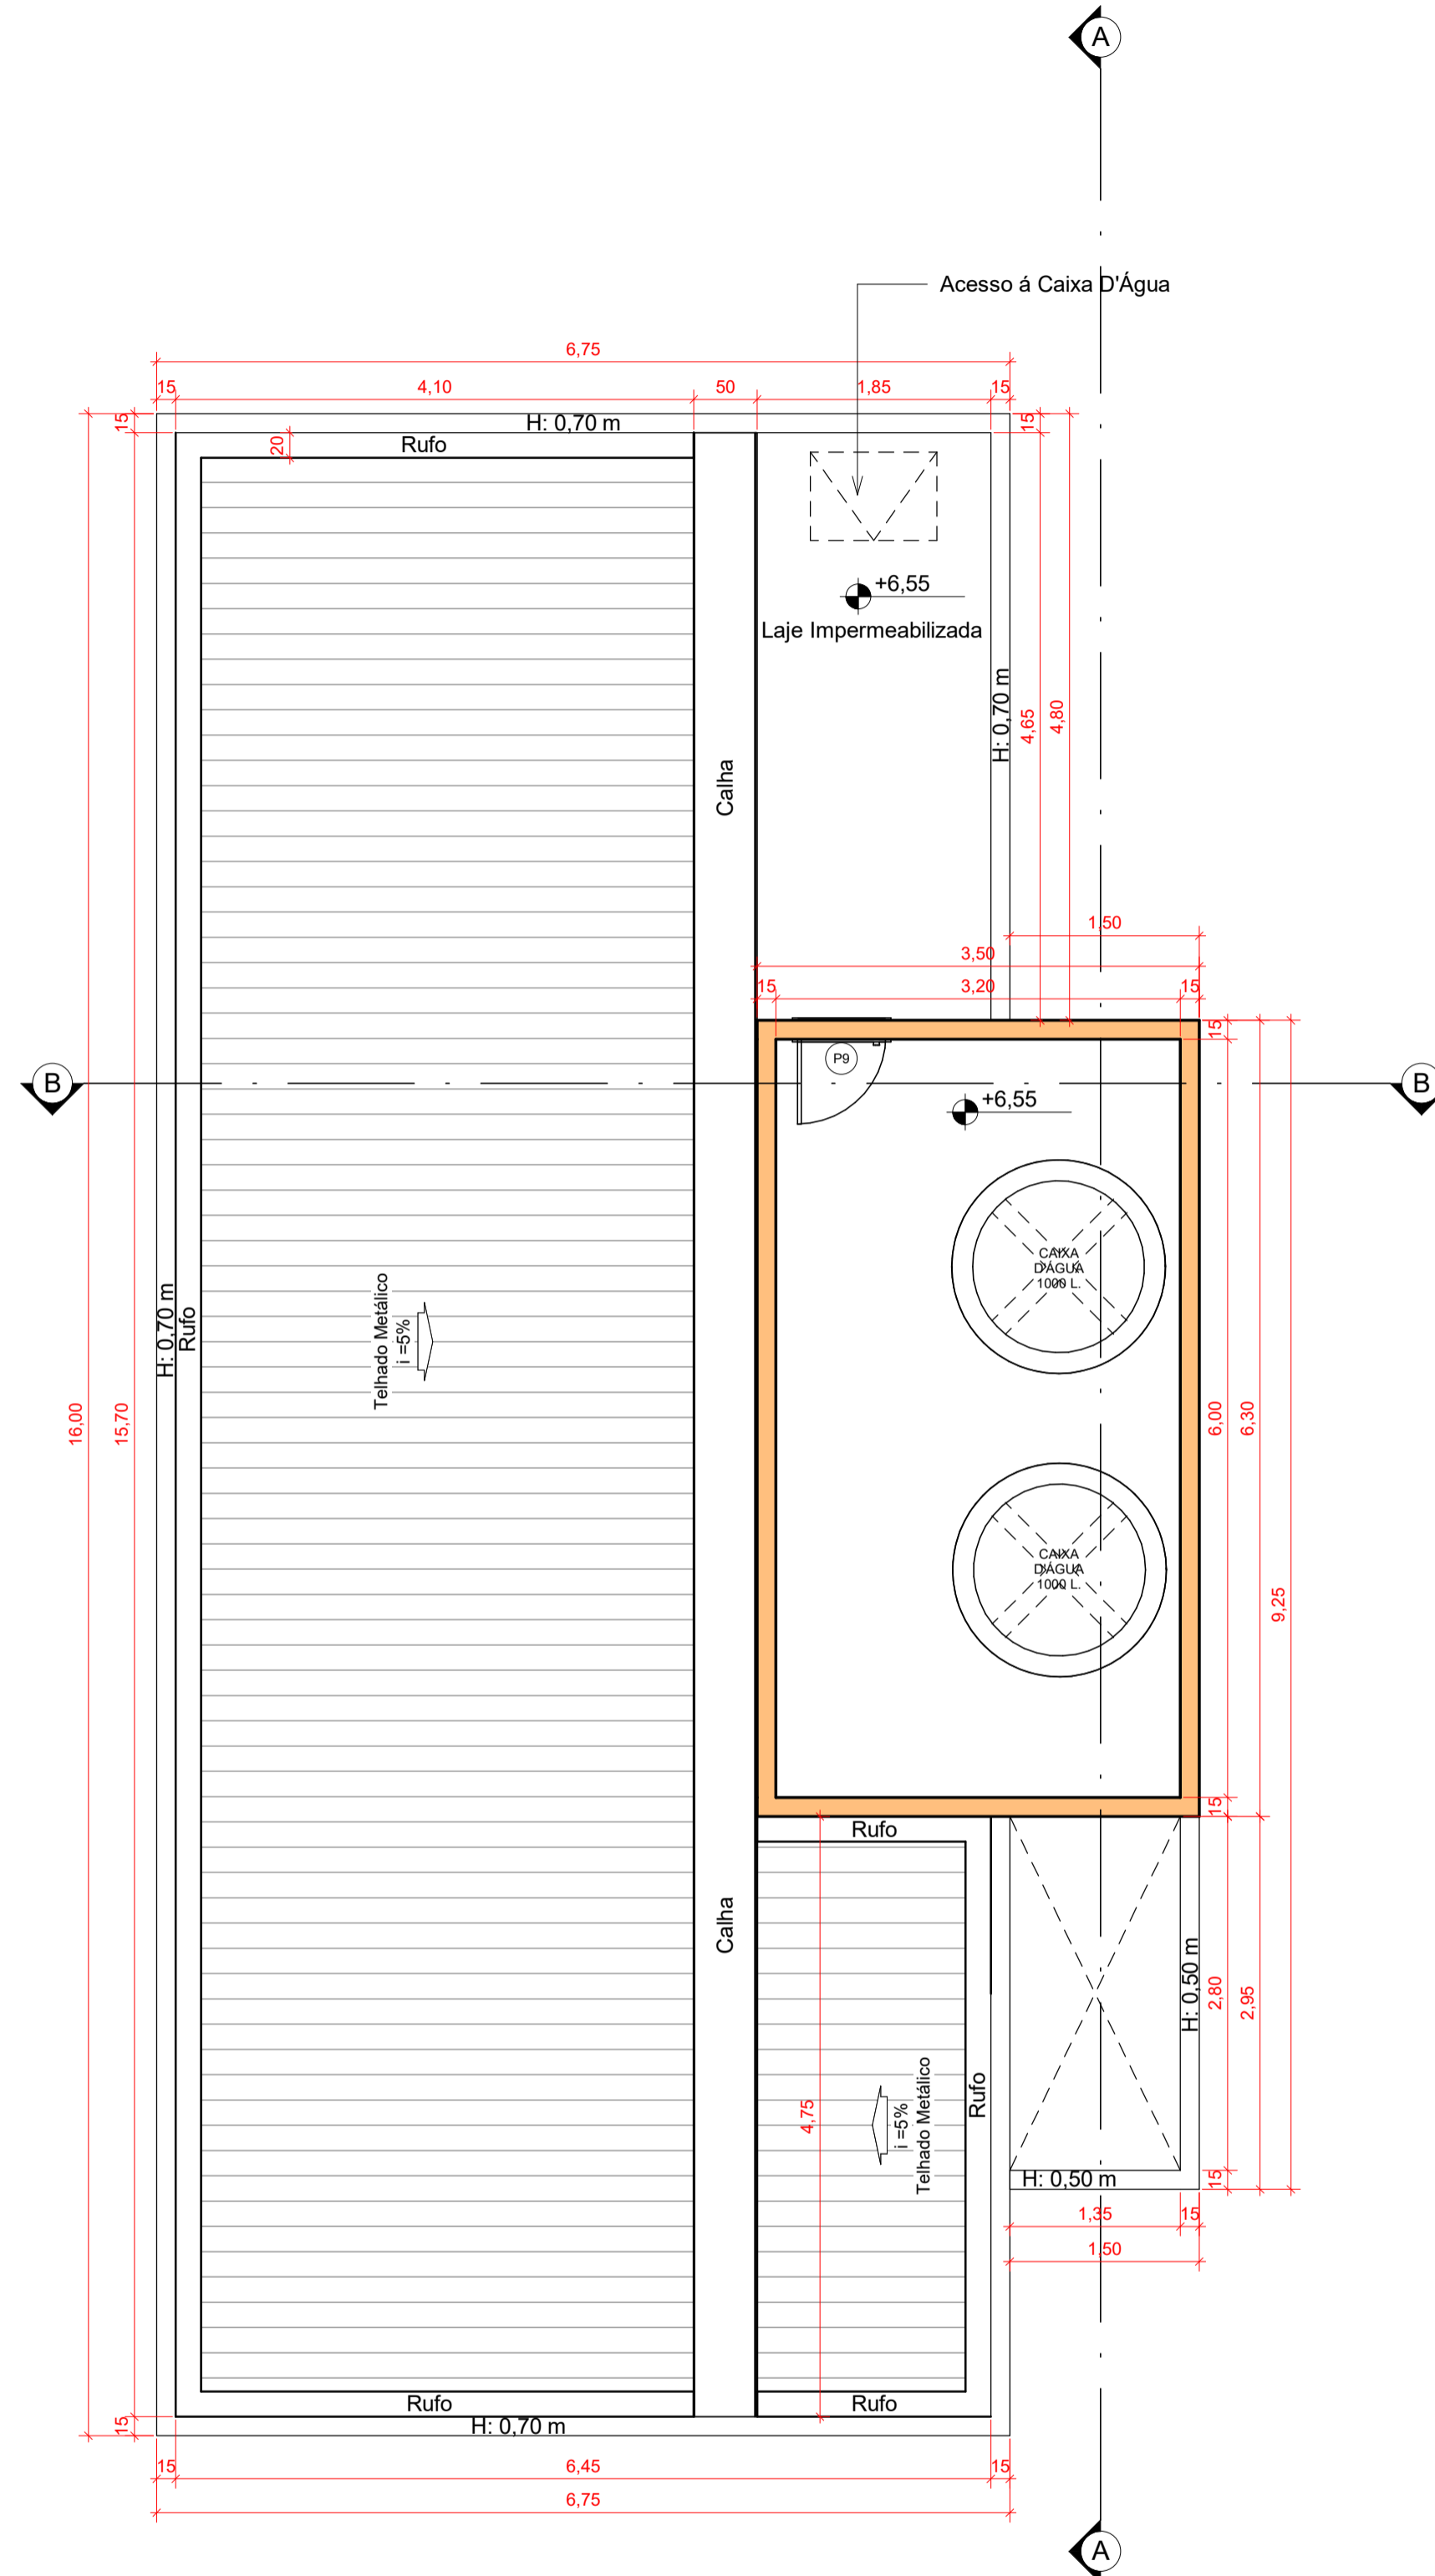 A
Acesso á Caixa D'Água
6,75
15
4,10
50
1,85
15
15
H: 0,70 m
15
Rufo
20
+6,55
Laje Impermeabilizada
H: 0,70 m
4,65
4,80
Calha
1,50
3,50
15
3,20
15
15
P9
B
B
+6,55
CAIXA
D'ÁGUA
1000 L.
H: 0,70 m
Rufo
Telhado Metálico
i =5%
16,00
15,70
6,00
6,30
CAIXA
D'ÁGUA
1000 L.
9,25
15
Rufo
Calha
H: 0,50 m
2,80
2,95
4,75
i =5%
Telhado Metálico
Rufo
H: 0,50 m
15
1,35
15
1,50
Rufo
Rufo
15
H: 0,70 m
15
6,45
15
6,75
A